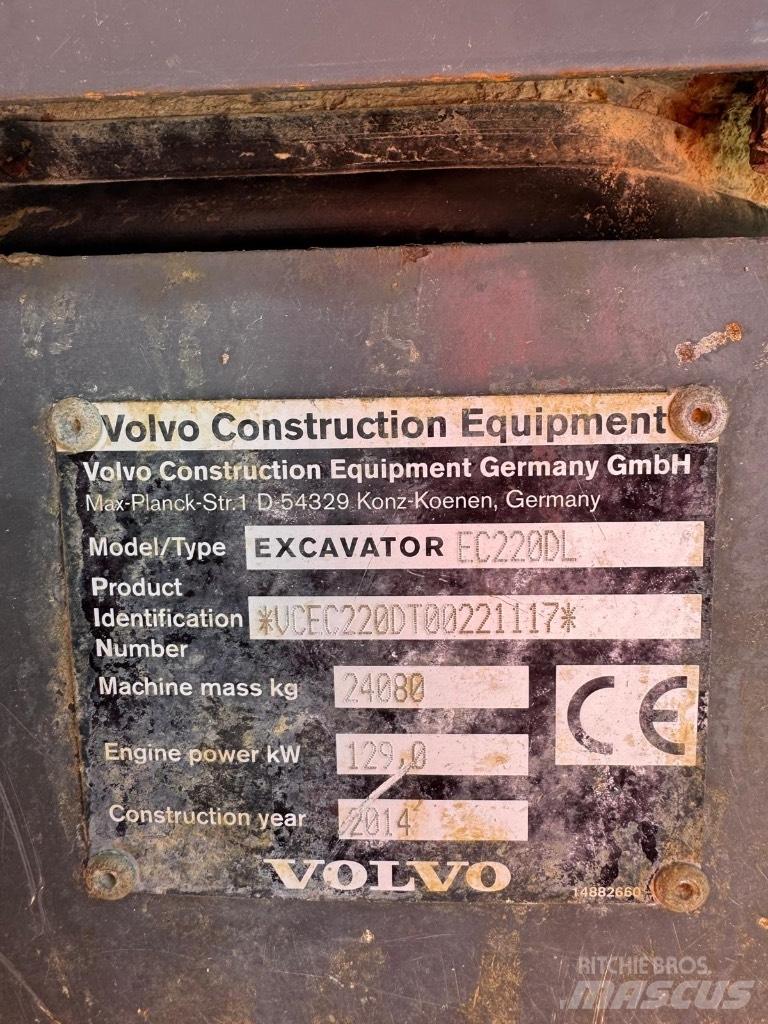 Volvo Construction Equipment
Volvo Construction Equipment Germany GmbH
Max-Planck-Str.1 D-54329 Konz-Koenen, Germany
Model/Type EXCAVATOR EC220DL
Product
Identification *VCEC220DT00221117*
Number
Machine mass kg 24080
CE
Engine power kW 129,0
Construction year 2014
VOLVO
14882660
RITCHIE BROS.
MASCUS